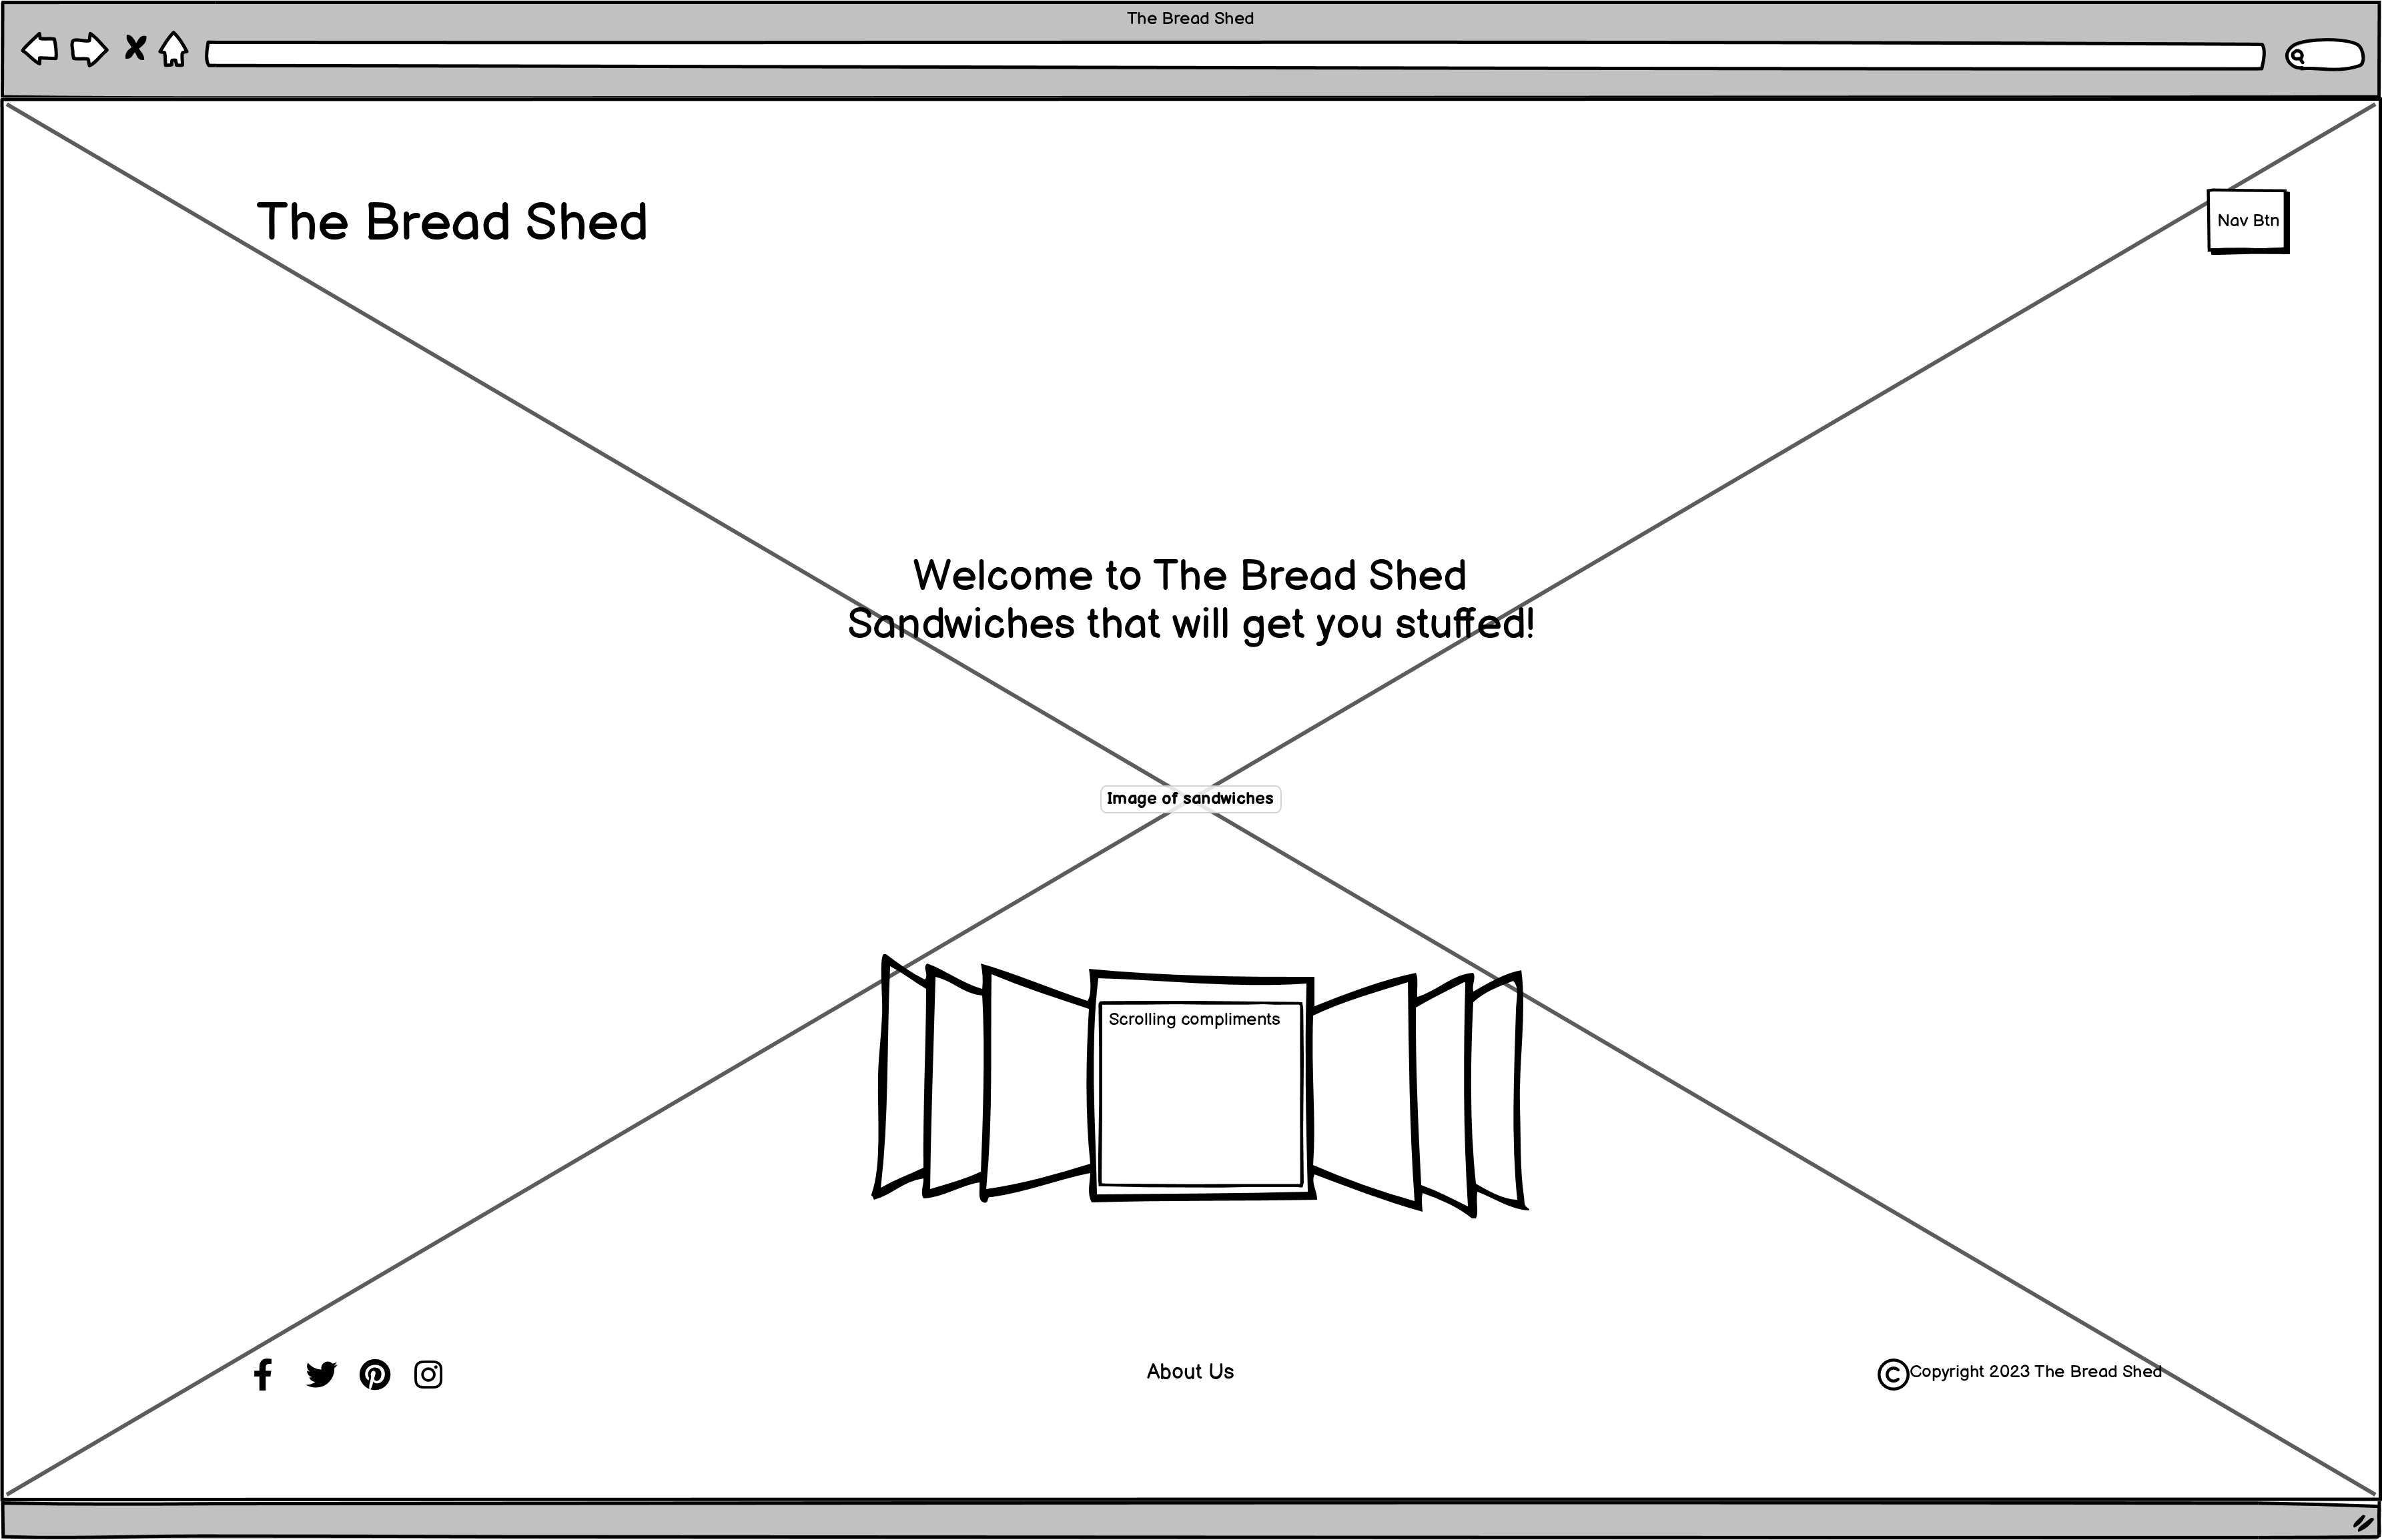 The Bread Shed
The Bread Shed
Nav Btn
Welcome to The Bread Shed
Sandwiches that will get you stuffed!
Image of sandwiches
Scrolling compliments
About Us
©Copyright 2023 The Bread Shed